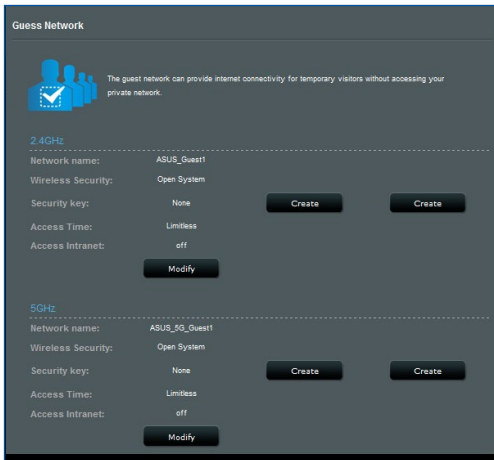 Guess Network
The guest network can provide internet connectivity for temporary visitors without accessing your
private network.
2.4GHz
Network name: ASUS_Guest1
Wireless Security: Open System
Security key: None Create Create
Access Time: Limitless
Access Intranet: off
Modify
5GHz
Network name: ASUS_5G_Guest1
Wireless Security: Open System
Security key: None Create Create
Access Time: Limitless
Access Intranet: off
Modify